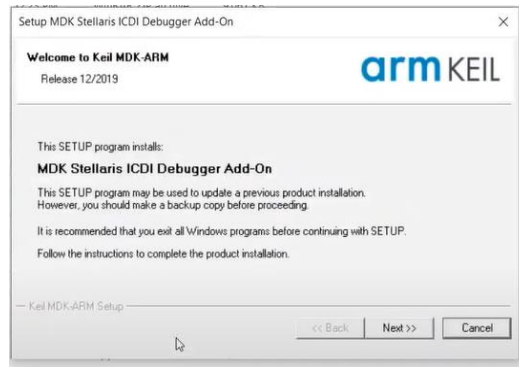 Setup MDK Stellaris ICDI Debugger Add-On
Welcome to Keil MDK-ARM
Release 12/2019
arm KEIL
This SETUP program installs:
MDK Stellaris ICDI Debugger Add-On
This SETUP program may be used to update a previous product installation.
However, you should make a backup copy before proceeding.
It is recommended that you exit all Windows programs before continuing with SETUP.
Follow the instructions to complete the product installation.
Keil MDK-ARM Setup
<< Back
Next >>
Cancel